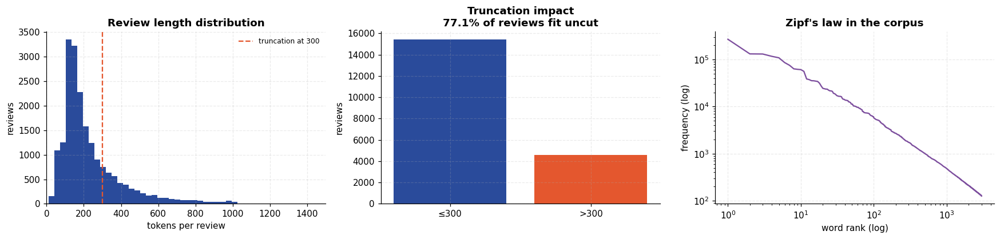 Review length distribution
3500
3000
2500
2000
1500
1000
500
0
reviews
truncation at 300
0 200 400 600 800 1000 1200 1400
tokens per review
Truncation impact
77.1% of reviews fit uncut
16000
14000
12000
10000
8000
6000
4000
2000
0
reviews
≤300 >300
Zipf's law in the corpus
10⁵
10⁴
10³
10²
frequency (log)
10⁰ 10¹ 10² 10³
word rank (log)